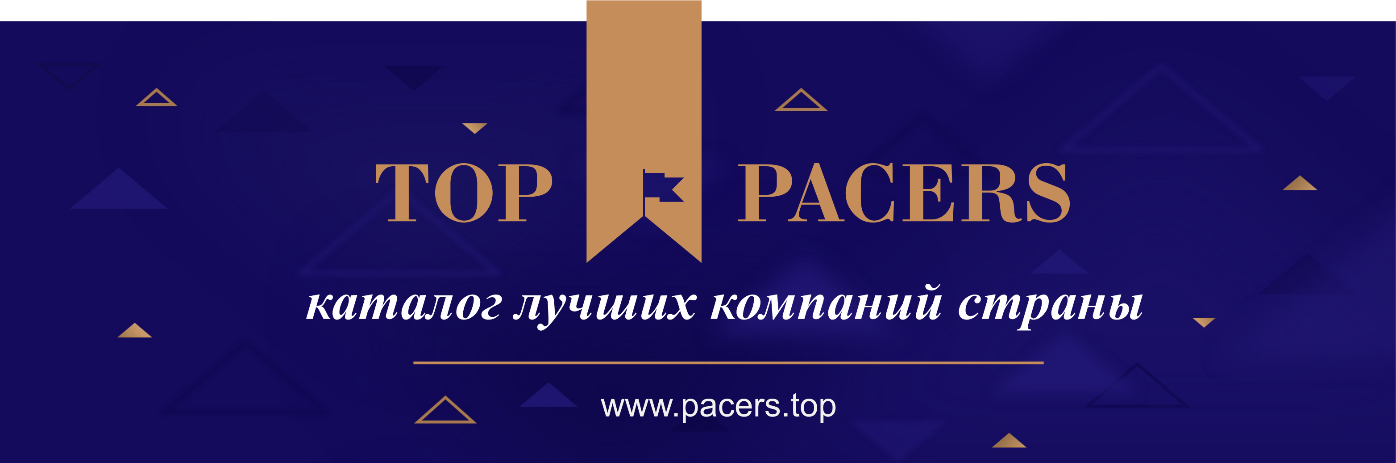 TOP PACERS
каталог лучших компаний страны
www.pacers.top